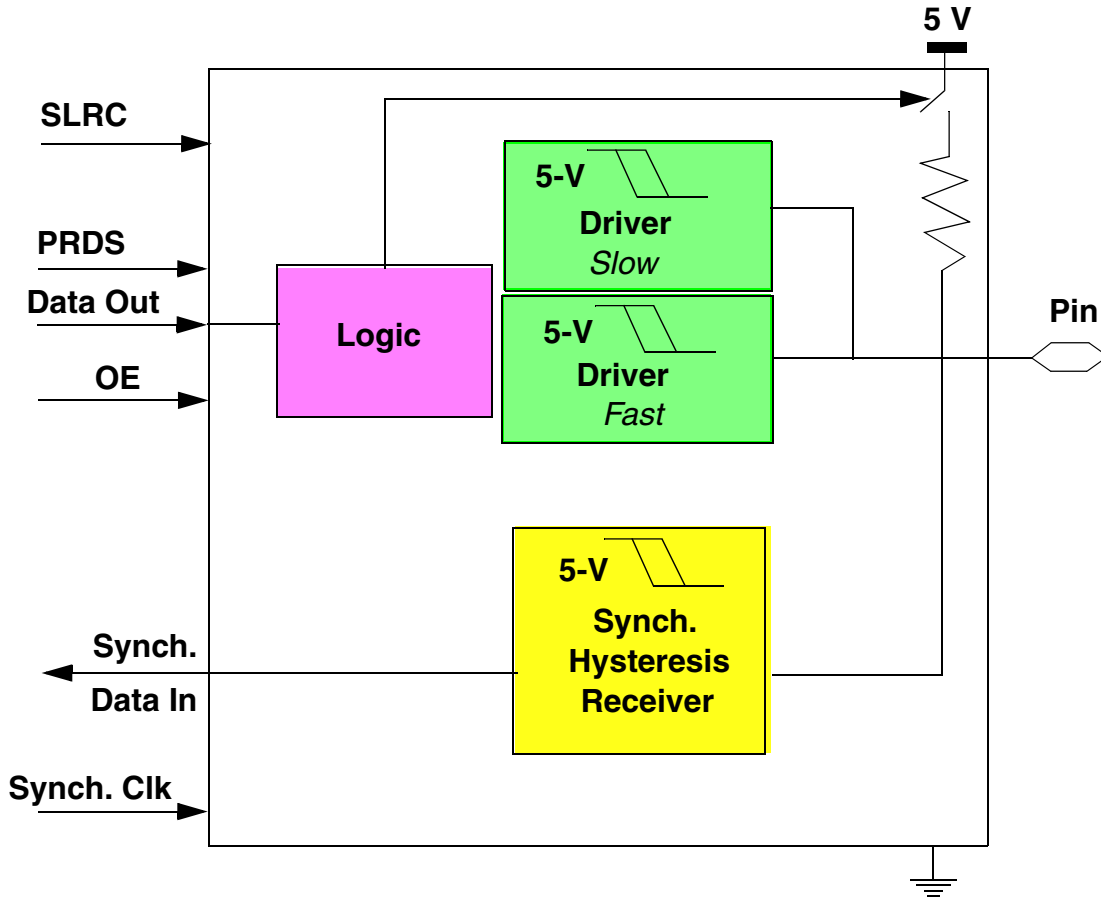 5 V
SLRC
5-V
Driver
Slow
PRDS
Data Out
Logic
5-V
Driver
Fast
Pin
OE
5-V
Synch.
Hysteresis
Receiver
Synch.
Data In
Synch. Clk